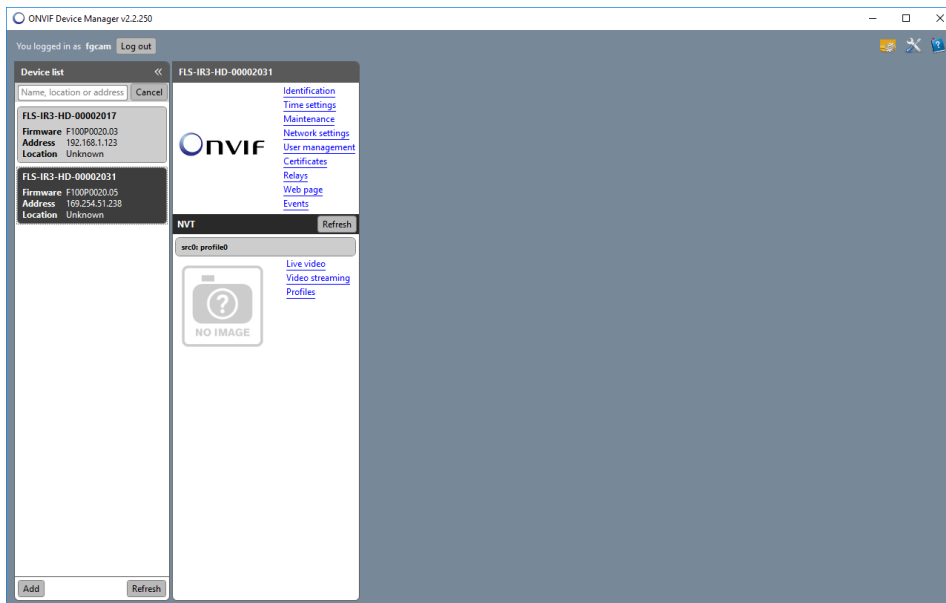 ONVIF Device Manager v2.2.250
You logged in as fgcam Log out
Device list «
Name, location or address Cancel
FLS-IR3-HD-00002017
Firmware F100P0020.03
Address 192.168.1.123
Location Unknown
FLS-IR3-HD-00002031
Firmware F100P0020.05
Address 169.254.51.238
Location Unknown
Add Refresh
FLS-IR3-HD-00002031
ONVIF
Identification
Time settings
Maintenance
Network settings
User management
Certificates
Relays
Web page
Events
NVT Refresh
src0: profile0
NO IMAGE
Live video
Video streaming
Profiles